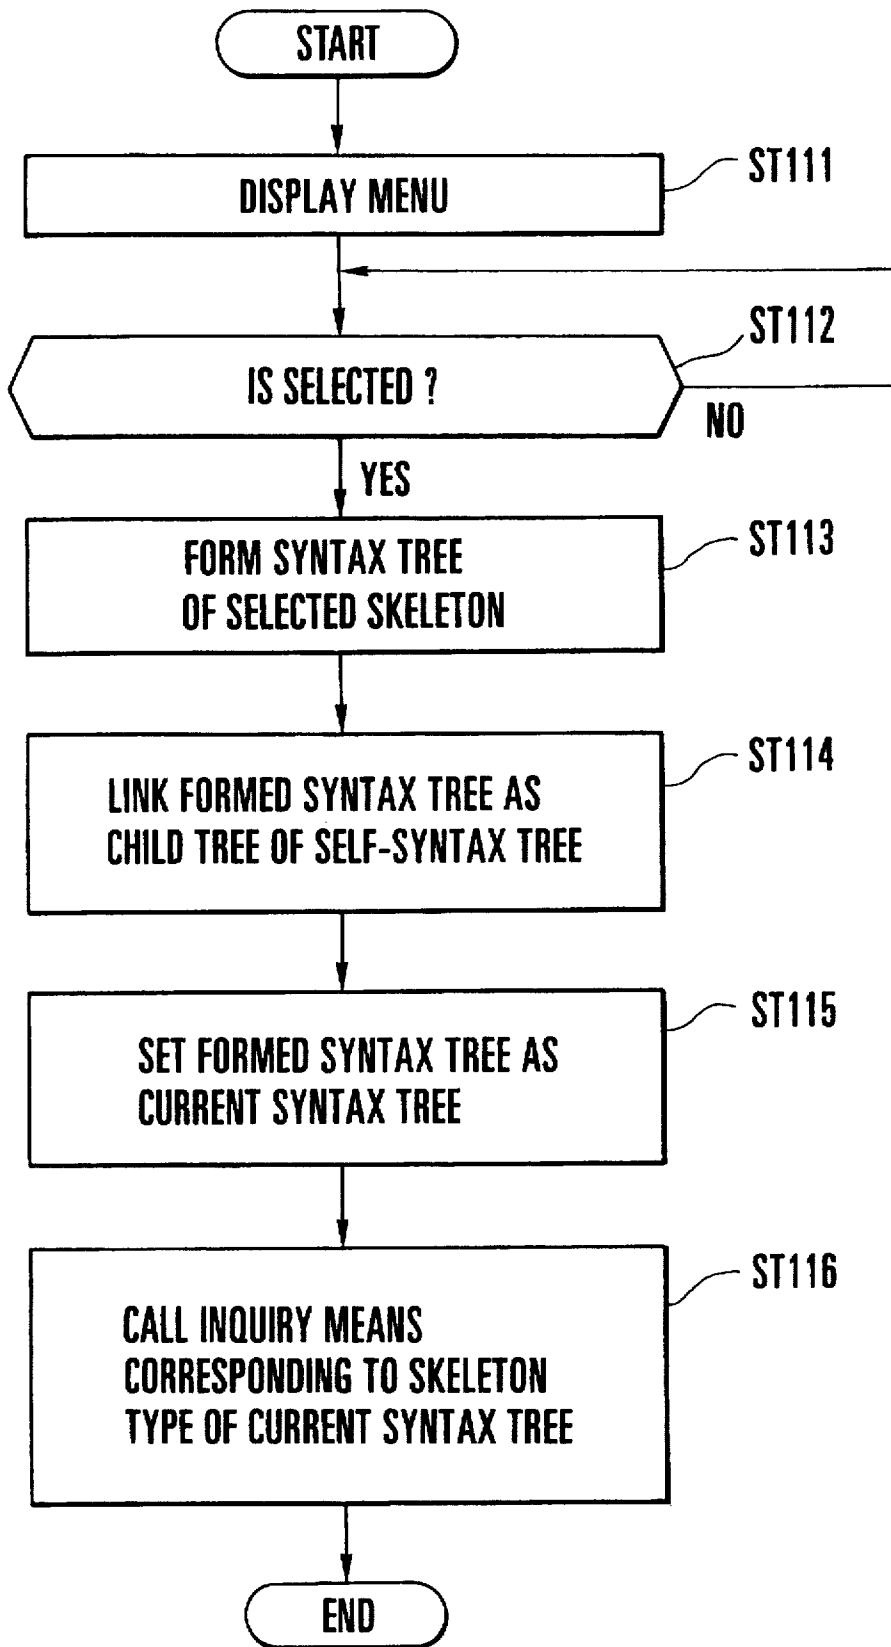 START
DISPLAY MENU
ST111
IS SELECTED ?
ST112
NO
YES
FORM SYNTAX TREE
OF SELECTED SKELETON
ST113
LINK FORMED SYNTAX TREE AS
CHILD TREE OF SELF-SYNTAX TREE
ST114
SET FORMED SYNTAX TREE AS
CURRENT SYNTAX TREE
ST115
CALL INQUIRY MEANS
CORRESPONDING TO SKELETON
TYPE OF CURRENT SYNTAX TREE
ST116
END